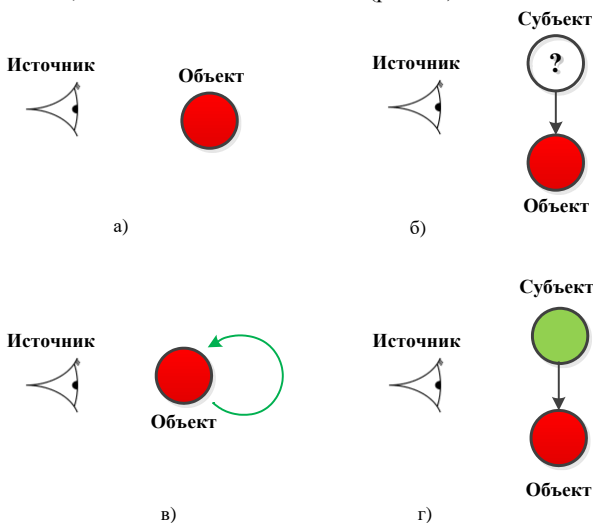 Субъект
Источник
Объект
Источник
?
Объект
а)
б)
Субъект
Источник
Источник
Объект
Объект
в)
г)